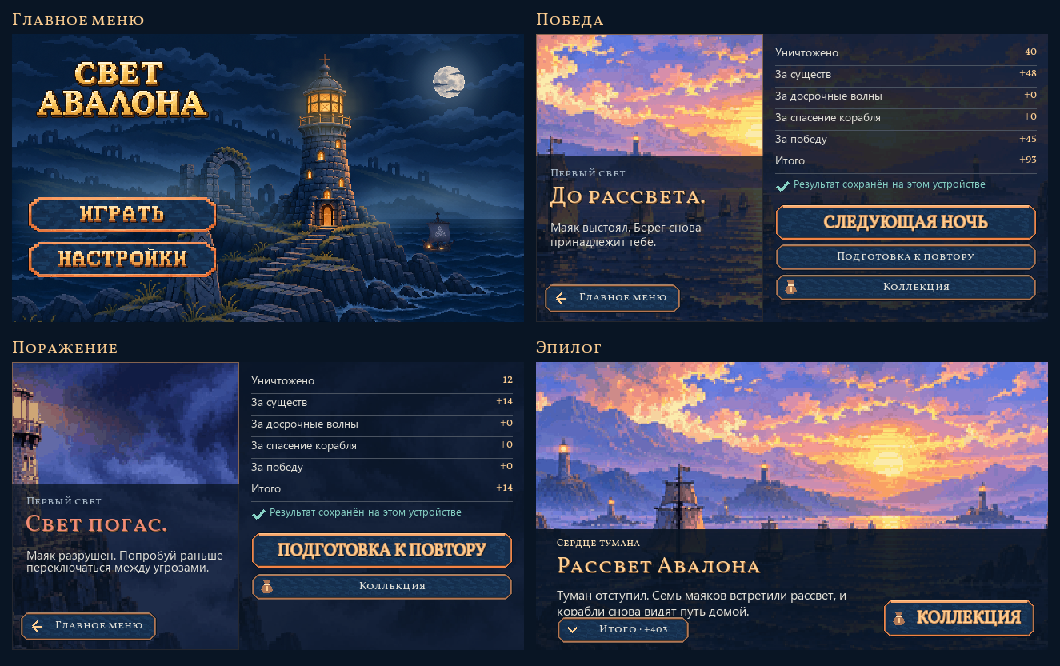 Главное меню
СВЕТ
АВАЛОНА
ИГРАТЬ
НАСТРОЙКИ
Победа
Первый свет
До рассвета.
Маяк выстоял. Берег снова
принадлежит тебе.
Главное меню
Уничтожено 40
За существ +48
За досрочные волны +0
За спасение корабля +0
За победу +45
Итого +93
Результат сохранён на этом устройстве
СЛЕДУЮЩАЯ НОЧЬ
Подготовка к повтору
Коллекция
Поражение
Первый свет
Свет погас.
Маяк разрушен. Попробуй раньше
переключаться между угрозами.
Главное меню
Уничтожено 12
За существ +14
За досрочные волны +0
За спасение корабля +0
За победу +0
Итого +14
Результат сохранён на этом устройстве
ПОДГОТОВКА К ПОВТОРУ
Коллекция
Эпилог
Сердце тумана
Рассвет Авалона
Туман отступил. Семь маяков встретили рассвет, и
корабли снова видят путь домой.
Итого · +403
КОЛЛЕКЦИЯ